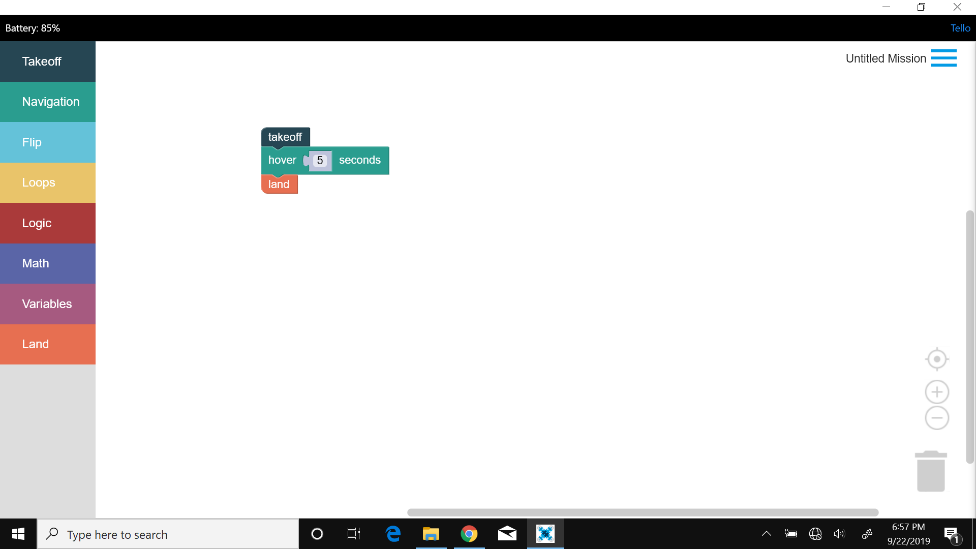 Battery: 85%
Tello
Takeoff
Untitled Mission
Navigation
Flip
Loops
Logic
Math
Variables
Land
takeoff
hover 5 seconds
land
Type here to search
6:57 PM
9/22/2019
1